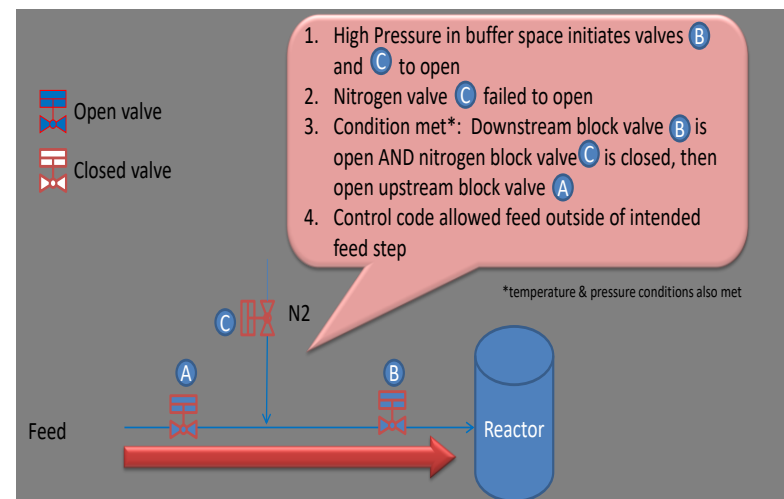 1. High Pressure in buffer space initiates valves B
and C to open
2. Nitrogen valve C failed to open
3. Condition met*: Downstream block valve B is
open AND nitrogen block valve C is closed, then
open upstream block valve A
4. Control code allowed feed outside of intended
feed step
Open valve
Closed valve
*temperature & pressure conditions also met
C
N2
A
B
Feed
Reactor